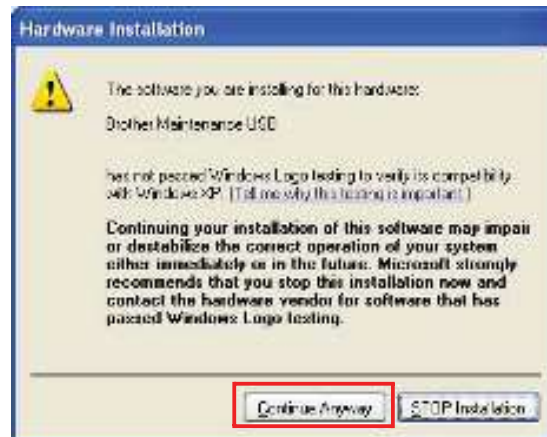 Hardware Installation
The software you are installing for this hardware:
Brother Maintenance USB
has not passed Windows Logo testing to verify its compatibility
with Windows XP. (Tell me why this testing is important.)
Continuing your installation of this software may impair
or destabilize the correct operation of your system
either immediately or in the future. Microsoft strongly
recommends that you stop this installation now and
contact the hardware vendor for software that has
passed Windows Logo testing.
Continue Anyway
STOP Installation